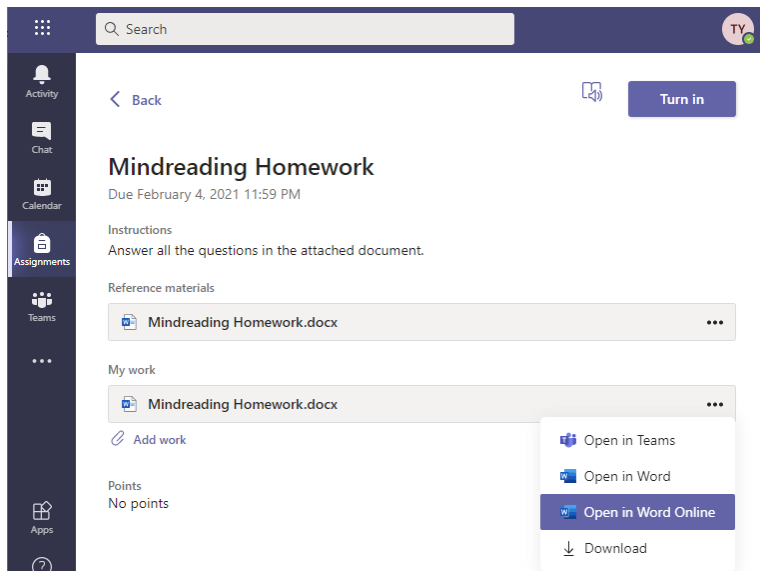 Search
TY
Activity
Chat
Calendar
Assignments
Teams
Apps
Back
Turn in
Mindreading Homework
Due February 4, 2021 11:59 PM
Instructions
Answer all the questions in the attached document.
Reference materials
Mindreading Homework.docx
My work
Mindreading Homework.docx
Add work
Points
No points
Open in Teams
Open in Word
Open in Word Online
Download